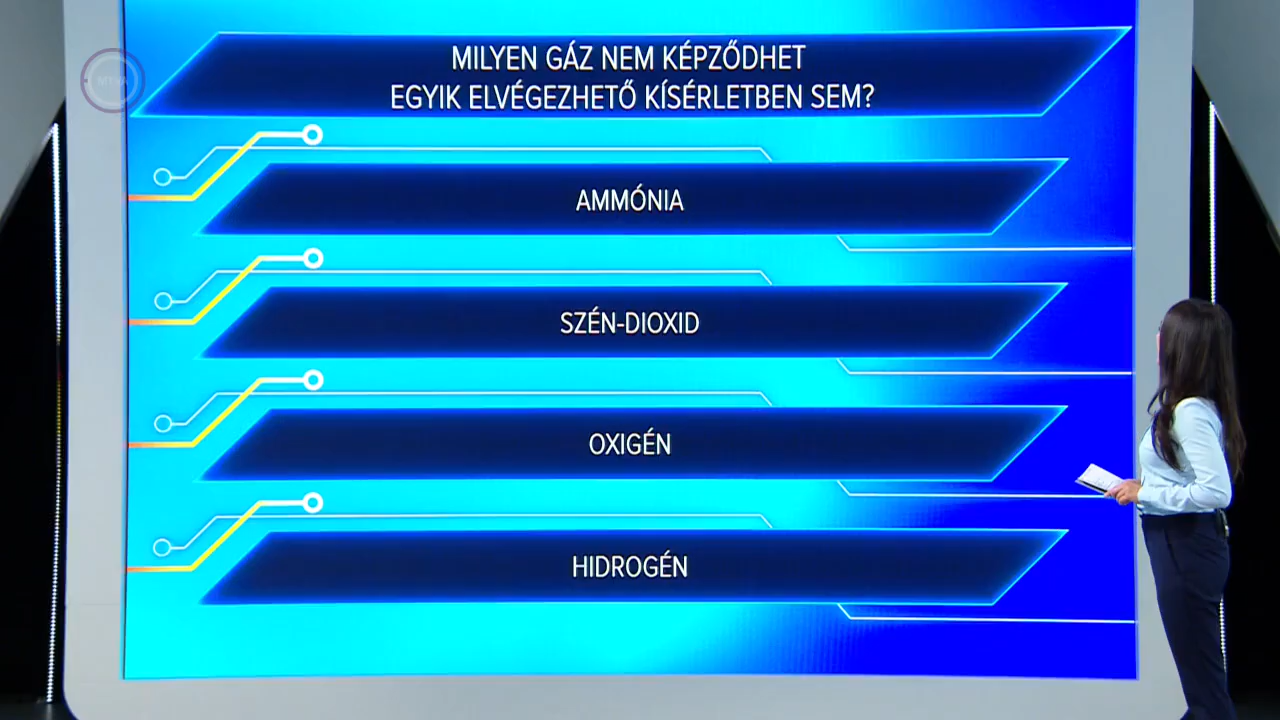 MILYEN GÁZ NEM KÉPZŐDHET
EGYIK ELVÉGEZHETŐ KÍSÉRLETBEN SEM?
AMMÓNIA
SZÉN-DIOXID
OXIGÉN
HIDROGÉN